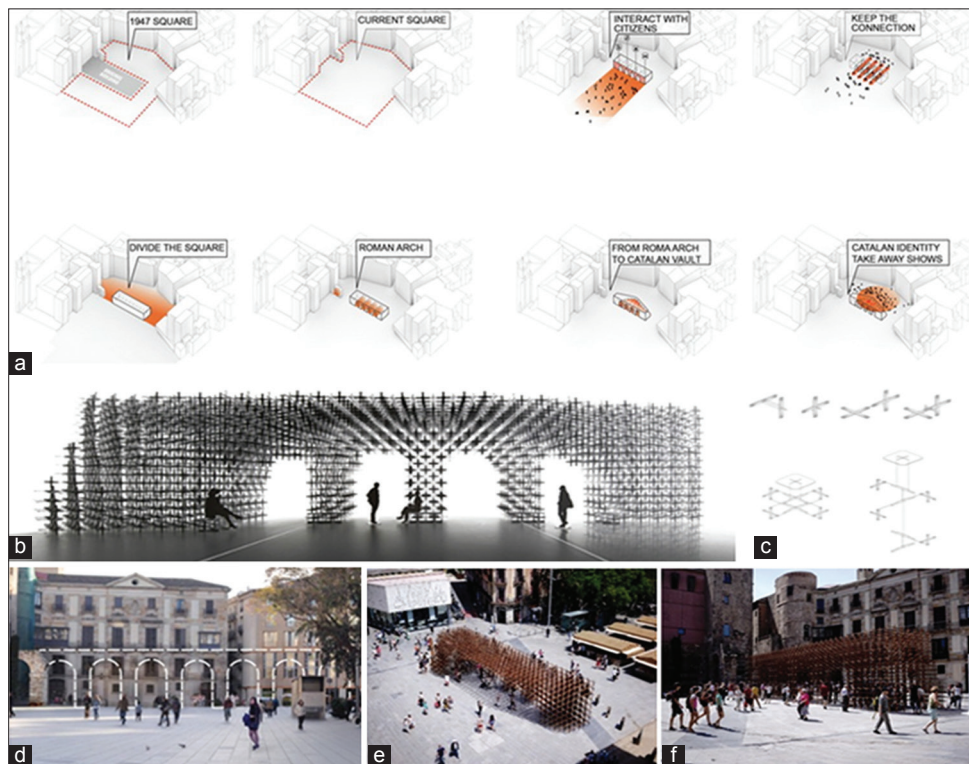 1947 SQUARE
CURRENT SQUARE
INTERACT WITH
CITIZENS
KEEP THE
CONNECTION
DIVIDE THE SQUARE
ROMAN ARCH
FROM ROMA ARCH
TO CATALAN VAULT
CATALAN IDENTITY
TAKE AWAY SHOWS
a
b
c
d
e
f